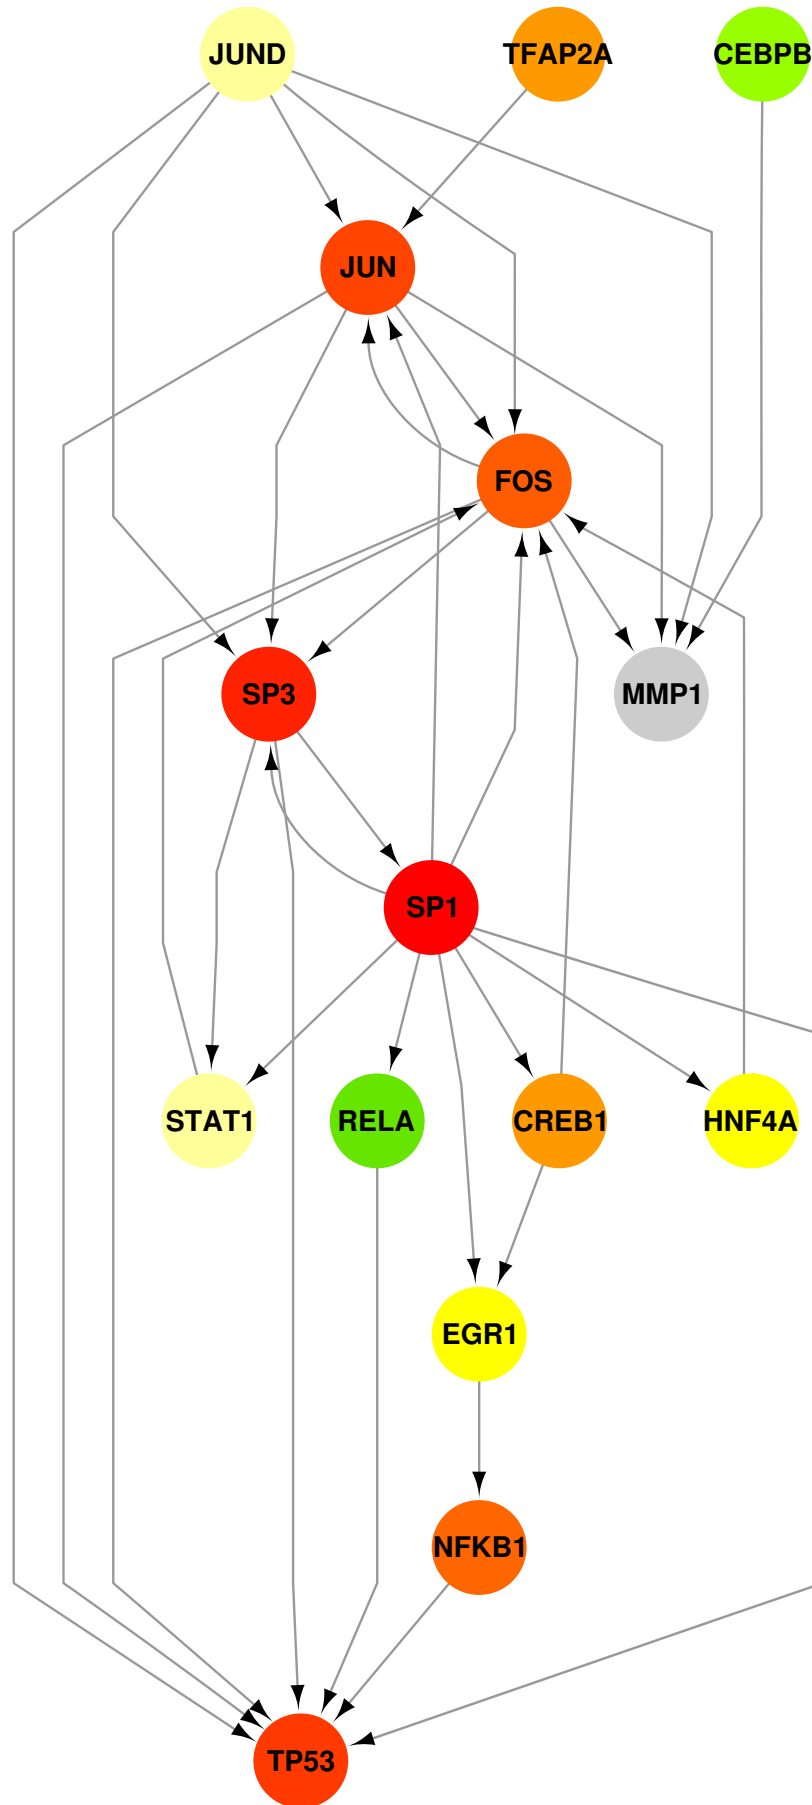 JUND
TFAP2A
CEBPB
JUN
FOS
SP3
MMP1
SP1
STAT1
RELA
CREB1
HNF4A
EGR1
NFKB1
TP53